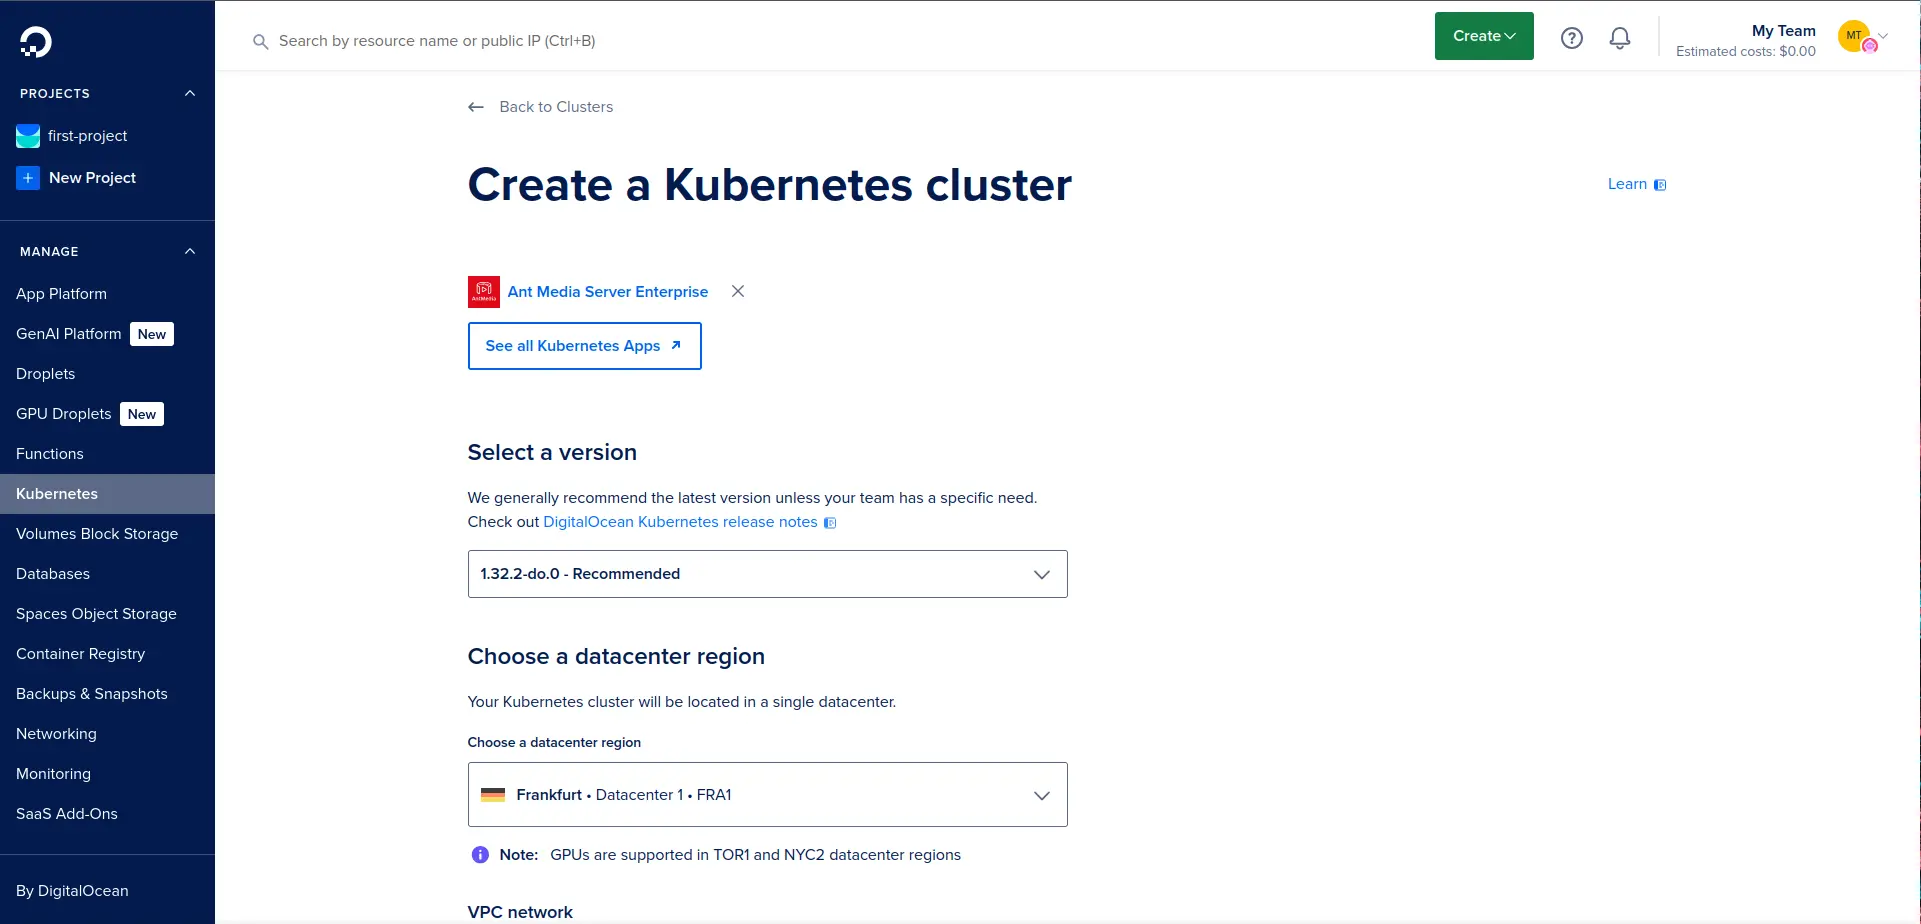 Search by resource name or public IP (Ctrl+B)
Create
My Team
Estimated costs: $0.00
MT
PROJECTS
first-project
New Project
MANAGE
App Platform
GenAI Platform New
Droplets
GPU Droplets New
Functions
Kubernetes
Volumes Block Storage
Databases
Spaces Object Storage
Container Registry
Backups & Snapshots
Networking
Monitoring
SaaS Add-Ons
By DigitalOcean
Back to Clusters
Create a Kubernetes cluster
Learn
AntMedia
Ant Media Server Enterprise
See all Kubernetes Apps
Select a version
We generally recommend the latest version unless your team has a specific need.
Check out DigitalOcean Kubernetes release notes
1.32.2-do.0 - Recommended
Choose a datacenter region
Your Kubernetes cluster will be located in a single datacenter.
Choose a datacenter region
Frankfurt • Datacenter 1 • FRA1
Note: GPUs are supported in TOR1 and NYC2 datacenter regions
VPC network